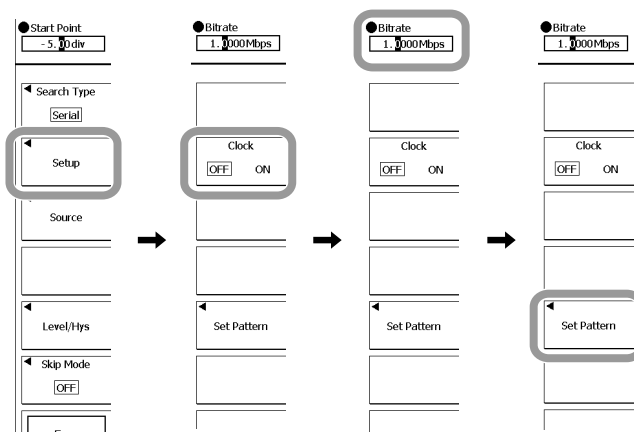 Start Point
-5.00div
Search Type
Serial
Setup
Source
Level/Hys
Skip Mode
OFF
Bitrate
1.0000Mbps
Clock
OFF ON
Set Pattern
Bitrate
1.0000Mbps
Clock
OFF ON
Set Pattern
Bitrate
1.0000Mbps
Clock
OFF ON
Set Pattern